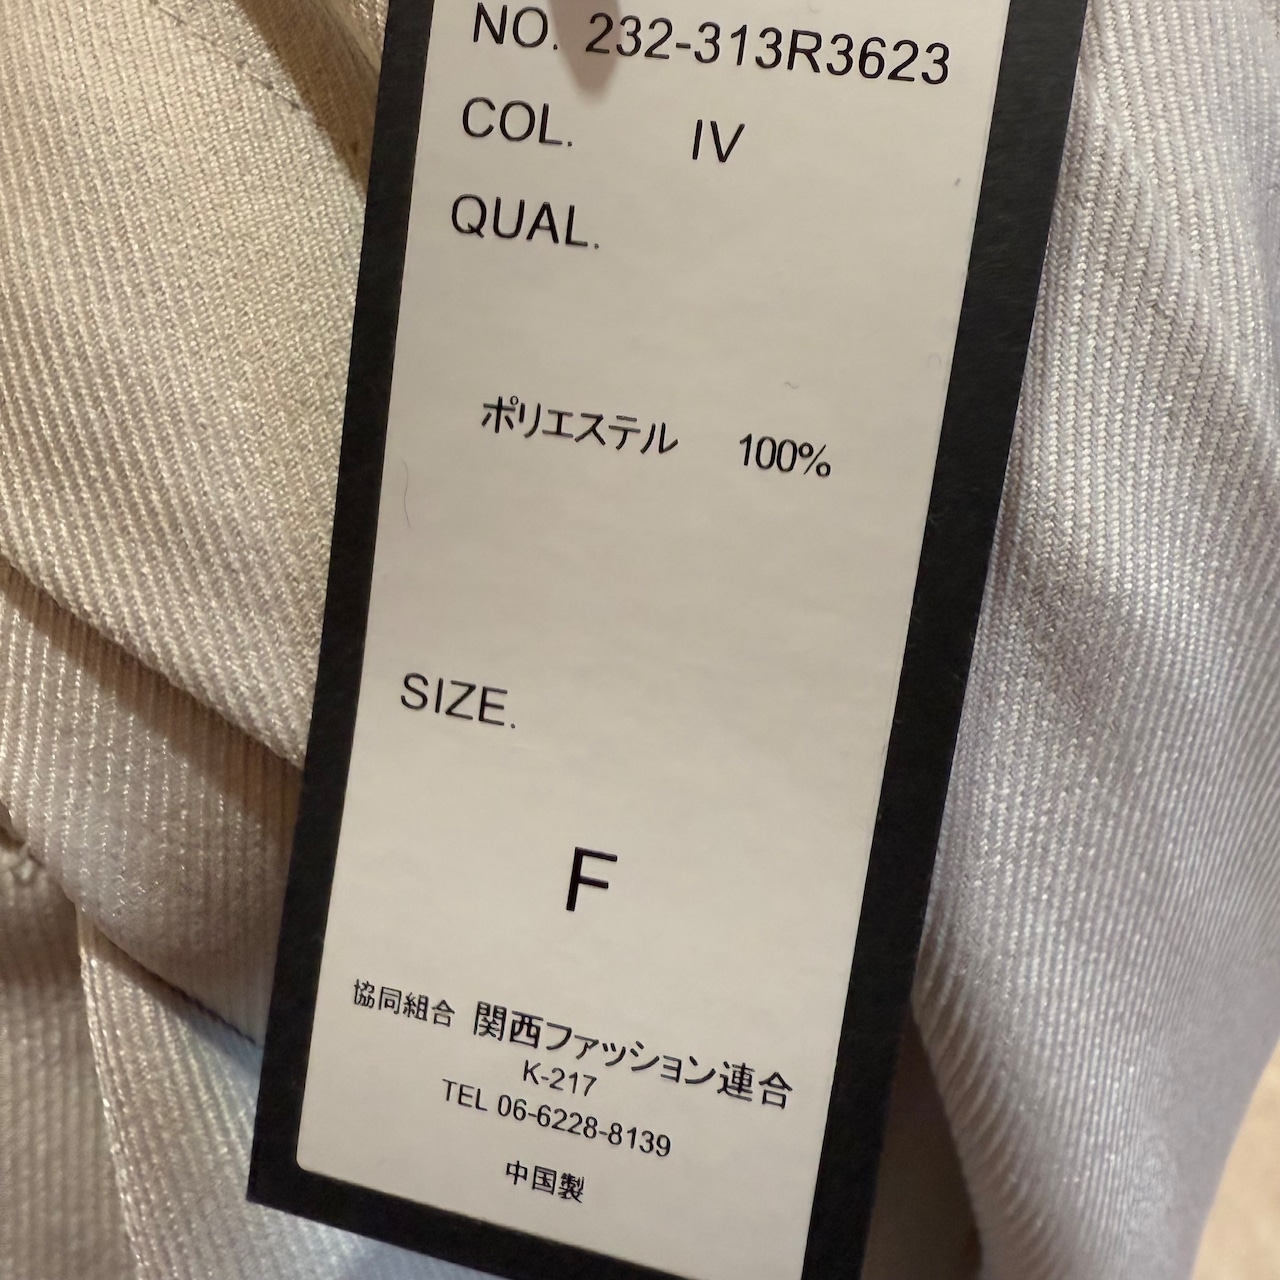 NO. 232-313R3623
COL. IV
QUAL.
ポリエステル 100%
SIZE.
F
協同組合 関西ファッション連合
K-217
TEL 06-6228-8139
中国製